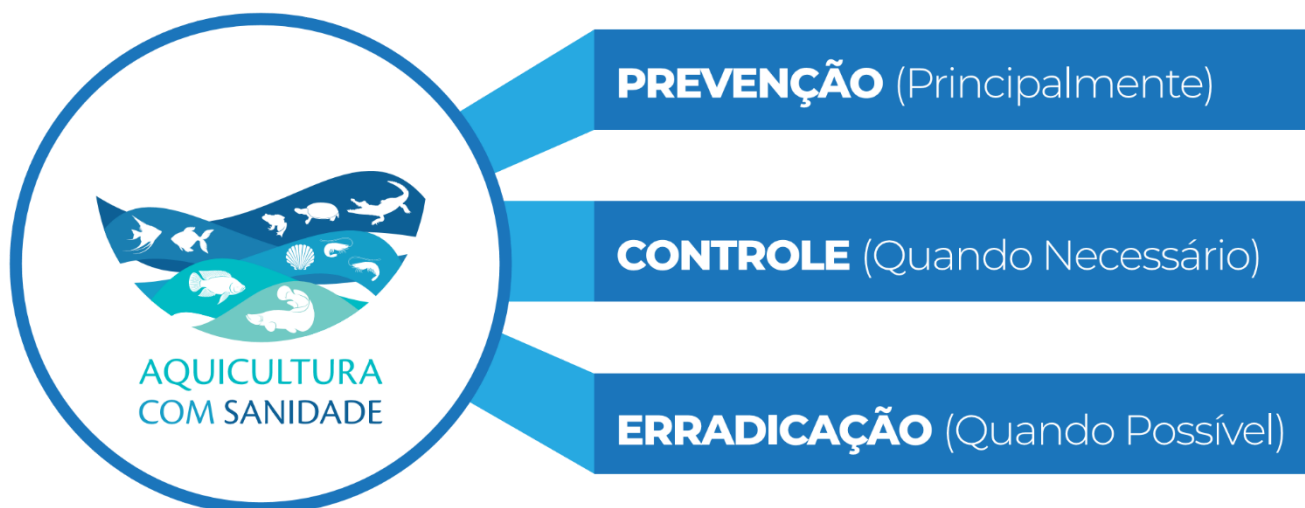 PREVENÇÃO (Principalmente)
CONTROLE (Quando Necessário)
ERRADICAÇÃO (Quando Possível)
AQUICULTURA
COM SANIDADE